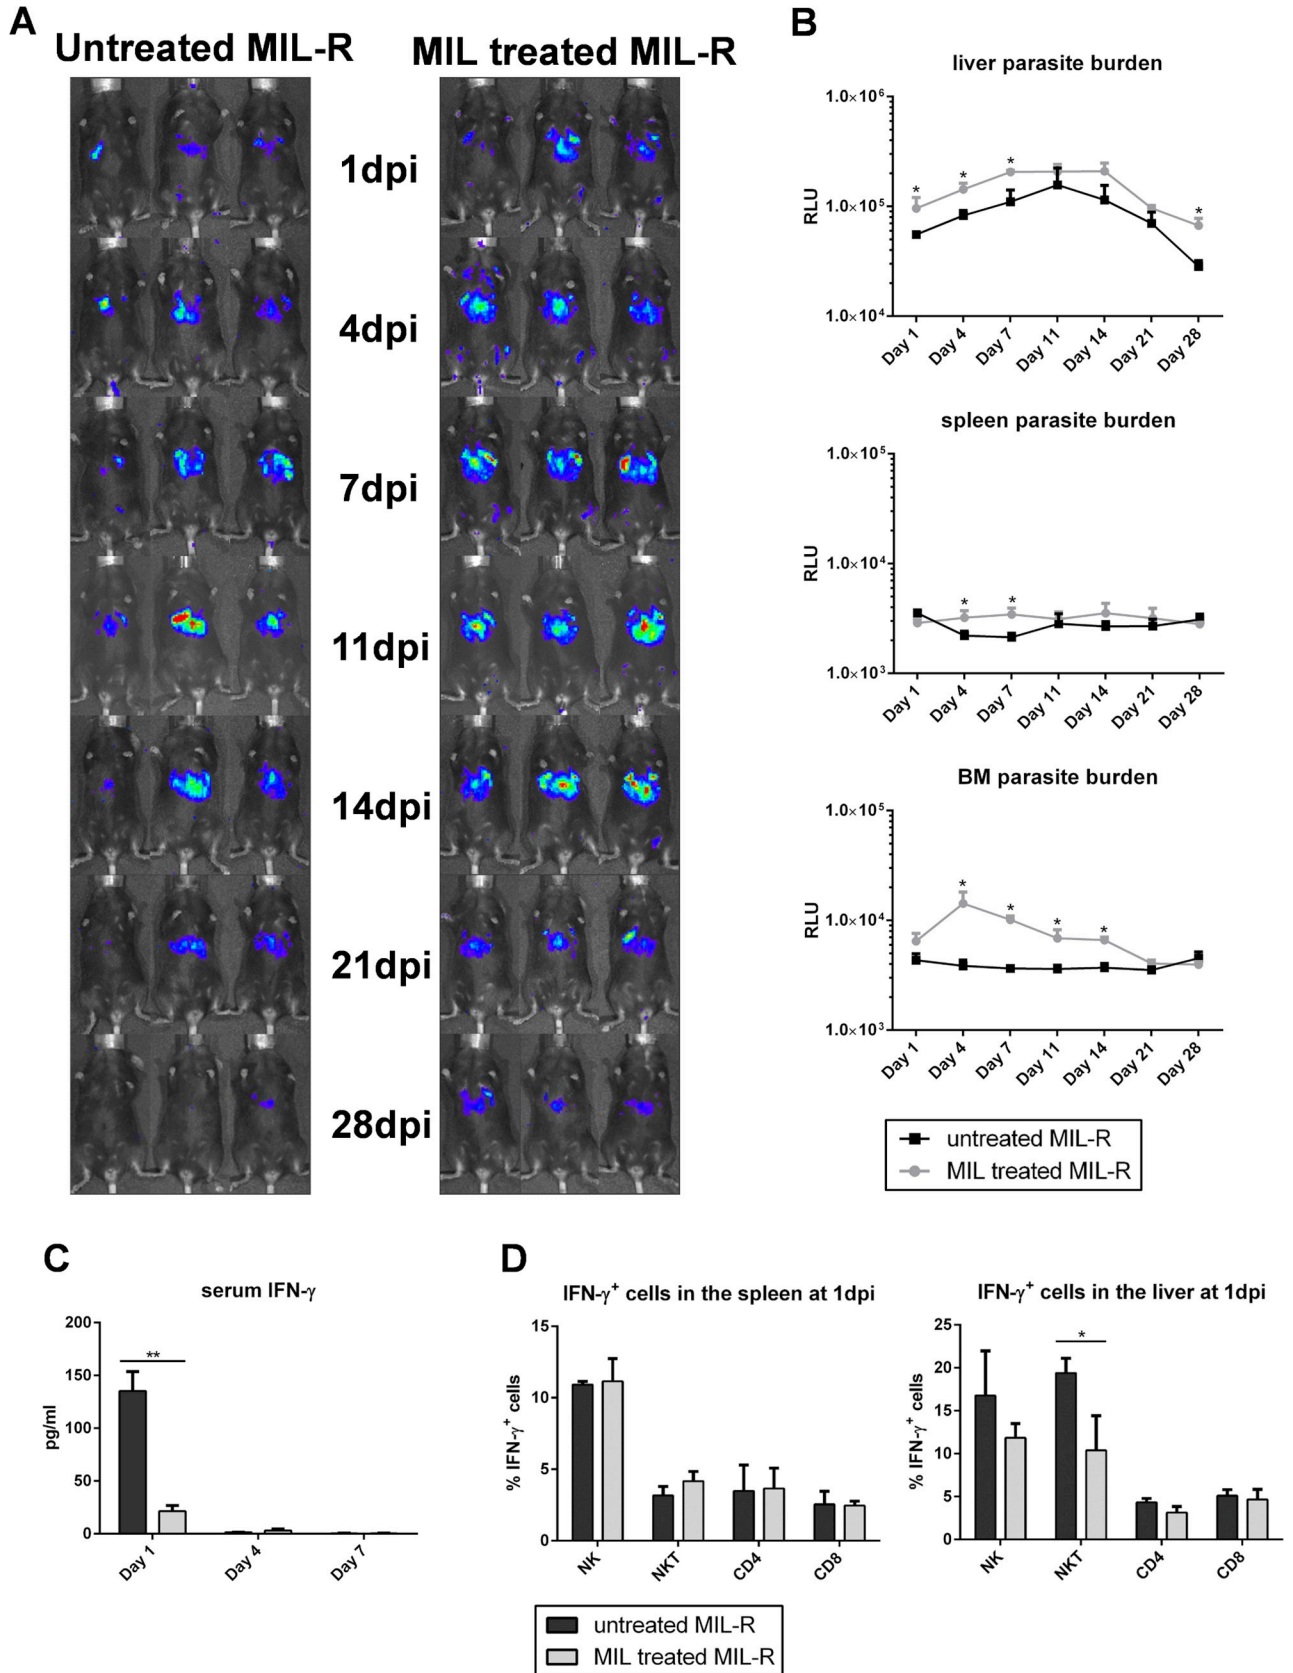 A
Untreated MIL-R
MIL treated MIL-R
1dpi
4dpi
7dpi
11dpi
14dpi
21dpi
28dpi
B
liver parasite burden
1.0×10⁶
1.0×10⁵
1.0×10⁴
RLU
* * * *
Day 1 Day 4 Day 7 Day 11 Day 14 Day 21 Day 28
spleen parasite burden
1.0×10⁵
1.0×10⁴
1.0×10³
RLU
* *
Day 1 Day 4 Day 7 Day 11 Day 14 Day 21 Day 28
BM parasite burden
1.0×10⁵
1.0×10⁴
1.0×10³
RLU
* * * *
Day 1 Day 4 Day 7 Day 11 Day 14 Day 21 Day 28
untreated MIL-R
MIL treated MIL-R
C
serum IFN-γ
200
150
100
50
0
pg/ml
**
Day 1 Day 4 Day 7
D
IFN-γ⁺ cells in the spleen at 1dpi
15
10
5
0
% IFN-γ⁺ cells
NK NKT CD4 CD8
IFN-γ⁺ cells in the liver at 1dpi
25
20
15
10
5
0
% IFN-γ⁺ cells
*
NK NKT CD4 CD8
untreated MIL-R
MIL treated MIL-R